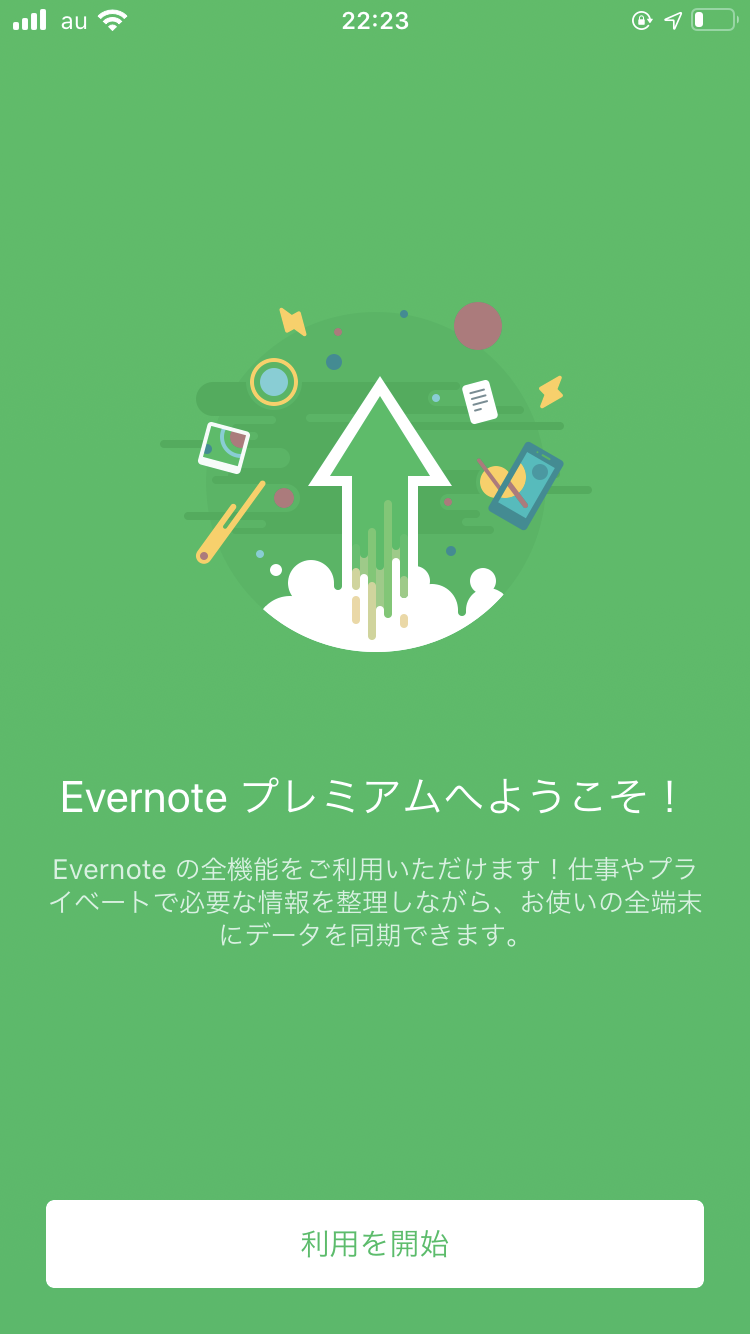 au 22:23
Evernote プレミアムへようこそ！
Evernote の全機能をご利用いただけます！仕事やプラ
イベートで必要な情報を整理しながら、お使いの全端末
にデータを同期できます。
利用を開始